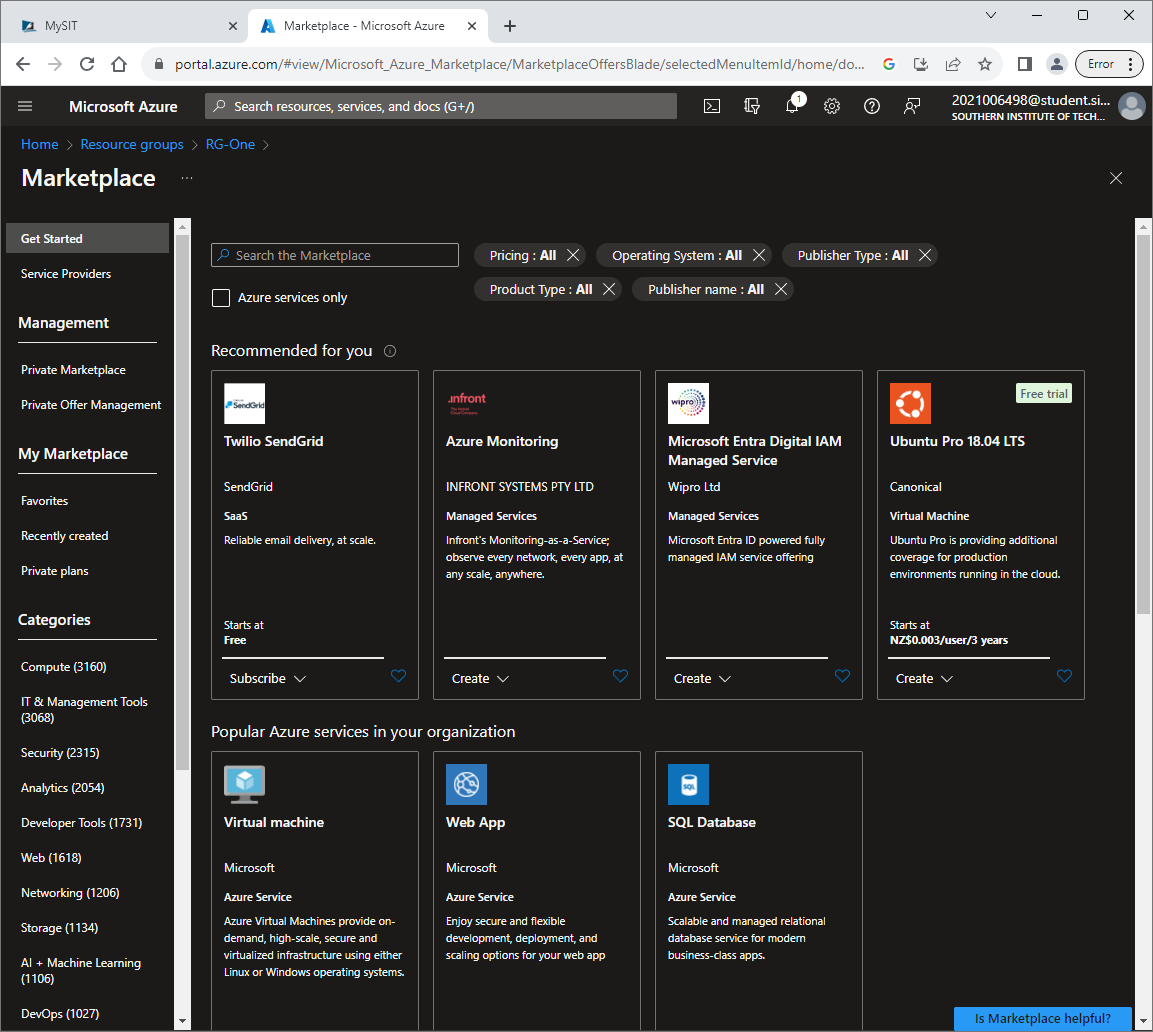 MySIT
Marketplace - Microsoft Azure
portal.azure.com/#view/Microsoft_Azure_Marketplace/MarketplaceOffersBlade/selectedMenuItemId/home/do...
Error
Microsoft Azure
Search resources, services, and docs (G+/)
1
2021006498@student.si...
SOUTHERN INSTITUTE OF TECH...
Home > Resource groups > RG-One >
Marketplace ...
Get Started
Service Providers
Management
Private Marketplace
Private Offer Management
My Marketplace
Favorites
Recently created
Private plans
Categories
Compute (3160)
IT & Management Tools
(3068)
Security (2315)
Analytics (2054)
Developer Tools (1731)
Web (1618)
Networking (1206)
Storage (1134)
AI + Machine Learning
(1106)
DevOps (1027)
Search the Marketplace
Pricing : All
Operating System : All
Publisher Type : All
Product Type : All
Publisher name : All
Azure services only
Recommended for you
SendGrid
Twilio SendGrid
SendGrid
SaaS
Reliable email delivery, at scale.
Starts at
Free
Subscribe
.infront
Azure Monitoring
INFRONT SYSTEMS PTY LTD
Managed Services
Infront's Monitoring-as-a-Service;
observe every network, every app, at
any scale, anywhere.
Create
wipro
Microsoft Entra Digital IAM
Managed Service
Wipro Ltd
Managed Services
Microsoft Entra ID powered fully
managed IAM service offering
Create
Free trial
Ubuntu Pro 18.04 LTS
Canonical
Virtual Machine
Ubuntu Pro is providing additional
coverage for production
environments running in the cloud.
Starts at
NZ$0.003/user/3 years
Create
Popular Azure services in your organization
Virtual machine
Microsoft
Azure Service
Azure Virtual Machines provide on-
demand, high-scale, secure and
virtualized infrastructure using either
Linux or Windows operating systems.
Web App
Microsoft
Azure Service
Enjoy secure and flexible
development, deployment, and
scaling options for your web app
SQL
SQL Database
Microsoft
Azure Service
Scalable and managed relational
database service for modern
business-class apps.
Is Marketplace helpful?